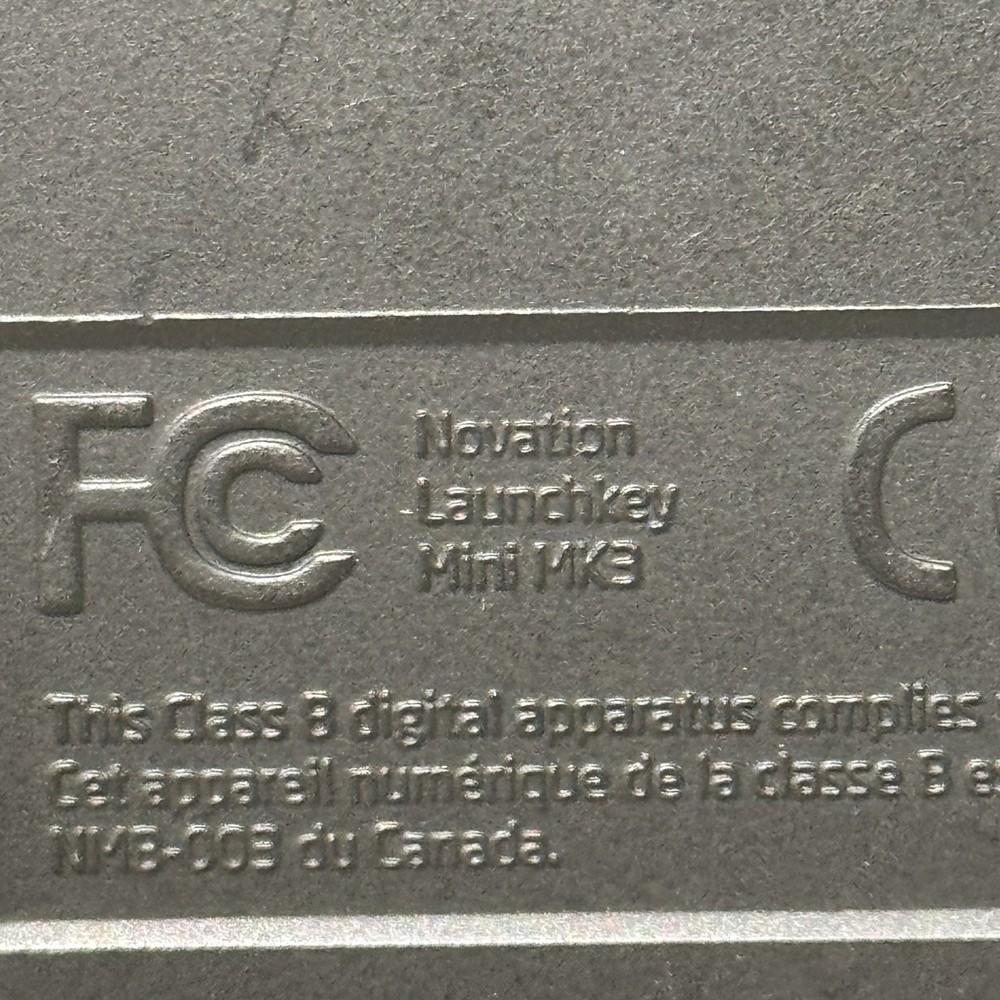 FC
Novation
Launchkey
Mini MK3
C
This Class B digital apparatus complies
Cet appareil numérique de la classe B
NMB-003 du Canada.